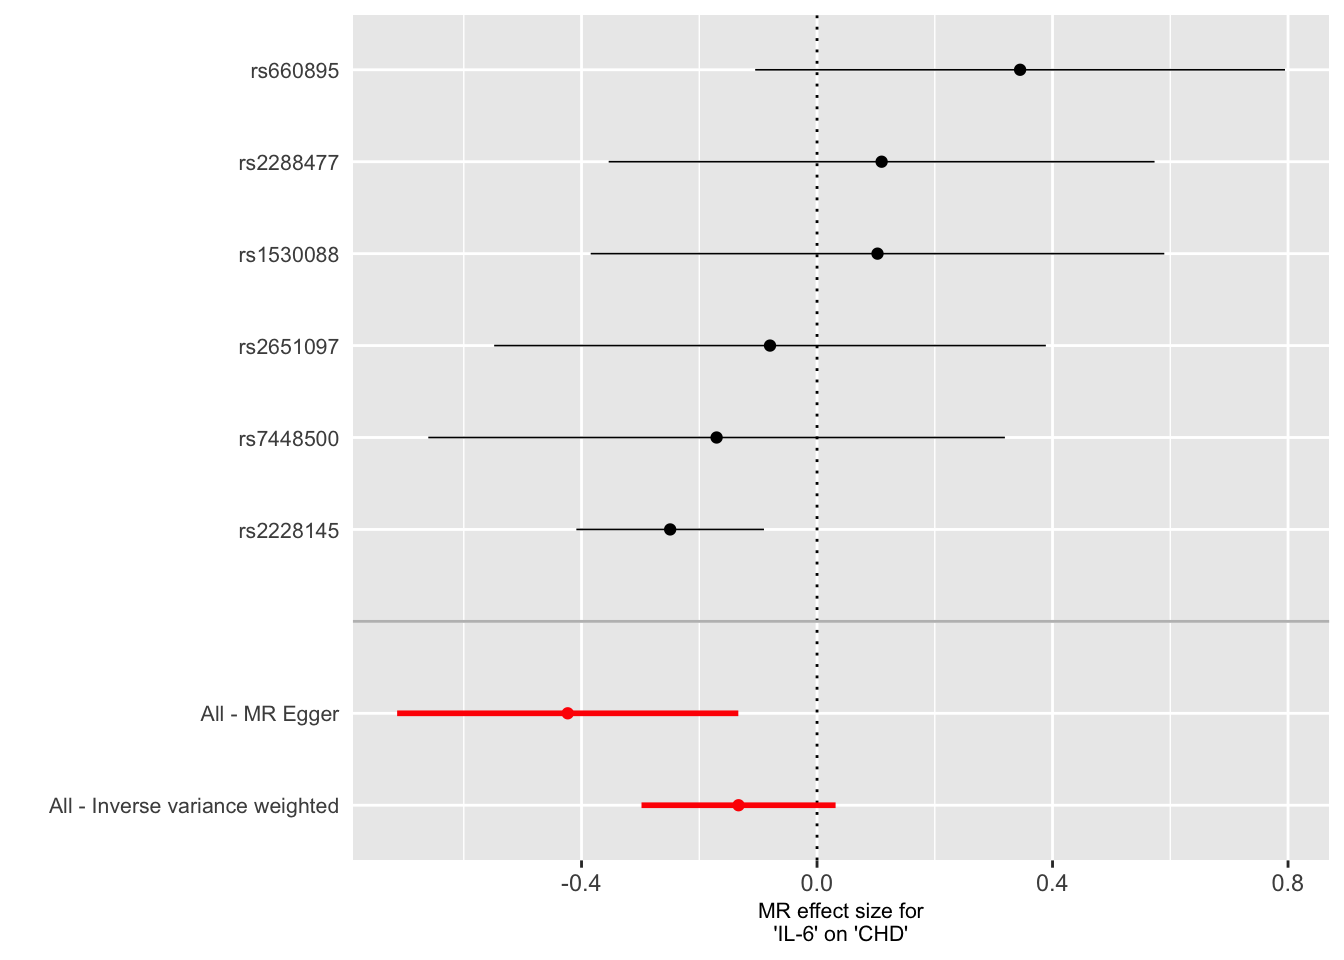 rs660895
rs2288477
rs1530088
rs2651097
rs7448500
rs2228145
All - MR Egger
All - Inverse variance weighted
-0.4 0.0 0.4 0.8
MR effect size for
'IL-6' on 'CHD'